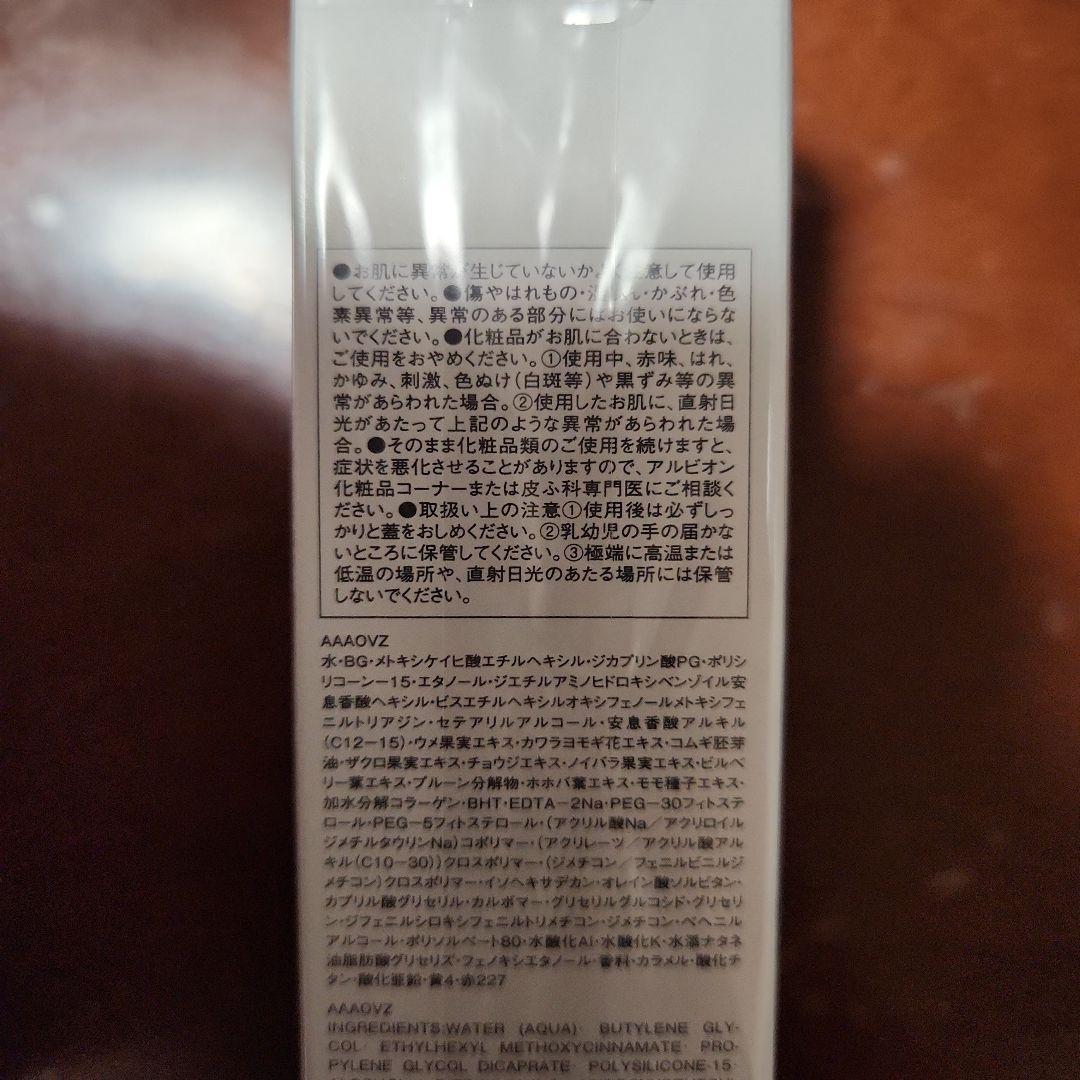 ●お肌に異常が生じていないか 意して使用
してください。●傷やはれもの・ かぶれ・色
素異常等、異常のある部分にはお使いにならな
いでください。●化粧品がお肌に合わないときは、
ご使用をおやめください。①使用中、赤味、はれ、
かゆみ、刺激、色ぬけ(白斑等)や黒ずみ等の異
常があらわれた場合。②使用したお肌に、直射日
光があたって上記のような異常があらわれた場
合。●そのまま化粧品類のご使用を続けますと、
症状を悪化させることがありますので、アルビオン
化粧品コーナーまたは皮ふ科専門医にご相談く
ださい。●取扱い上の注意①使用後は必ずしっ
かりと蓋をおしめください。②乳幼児の手の届かな
いところに保管してください。③極端に高温または
低温の場所や、直射日光のあたる場所には保管
しないでください。
AAAOVZ
水・BG・メトキシケイヒ酸エチルヘキシル・ジカプリン酸PG・ポリシ
リコーン−15・エタノール・ジエチルアミノヒドロキシベンゾイル安
息香酸ヘキシル・ビスエチルヘキシルオキシフェノールメトキシフェ
ニルトリアジン・セテアリルアルコール・安息香酸アルキル
(C12−15)・ウメ果実エキス・カワラヨモギ花エキス・コムギ胚芽
油・ザクロ果実エキス・チョウジエキス・ノイバラ果実エキス・ビルベ
リー葉エキス・プルーン分解物・ホホバ葉エキス・モモ種子エキス・
加水分解コラーゲン・BHT・EDTA−2Na・PEG−30フィトステ
ロール・PEG−5フィトステロール・(アクリル酸Na/アクリロイル
ジメチルタウリンNa)コポリマー・(アクリレーツ/アクリル酸アル
キル(C10−30))クロスポリマー・(ジメチコン/フェニルビニルジ
メチコン)クロスポリマー・イソヘキサデカン・オレイン酸ソルビタン・
カプリル酸グリセリル・カルボマー・グリセリルグルコシド・グリセリ
ン・ジフェニルシロキシフェニルトリメチコン・ジメチコン・ベヘニル
アルコール・ポリソルベート80・水酸化Al・水酸化K・水添ナタネ
油脂肪酸グリセリズ・フェノキシエタノール・香料・カラメル・酸化チ
タン・酸化亜鉛・黄4・赤227
AAAOVZ
INGREDIENTS:WATER (AQUA)・ BUTYLENE GLY-
COL・ ETHYLHEXYL METHOXYCINNAMATE・ PRO-
PYLENE GLYCOL DICAPRATE・ POLYSILICONE-15・